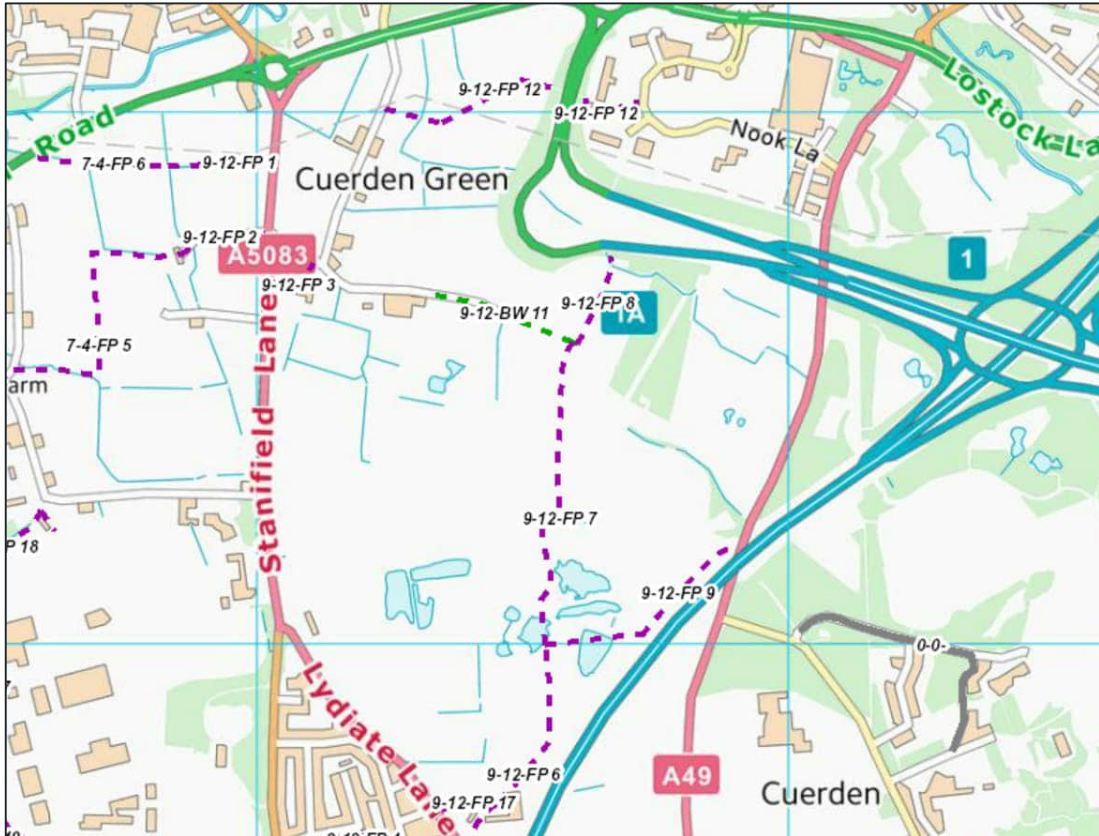 9-12-FP 12
9-12-FP 12
Road
Lostock La
Nook La
7-4-FP 6
9-12-FP 1
Cuerden Green
9-12-FP 2
A5083
1
9-12-FP 3
9-12-BW 11
9-12-FP 8
1A
7-4-FP 5
arm
Stanifield Lane
9-12-FP 7
P 18
9-12-FP 9
0-0-
Lydiate Lane
9-12-FP 6
A49
Cuerden
9-12-FP 17